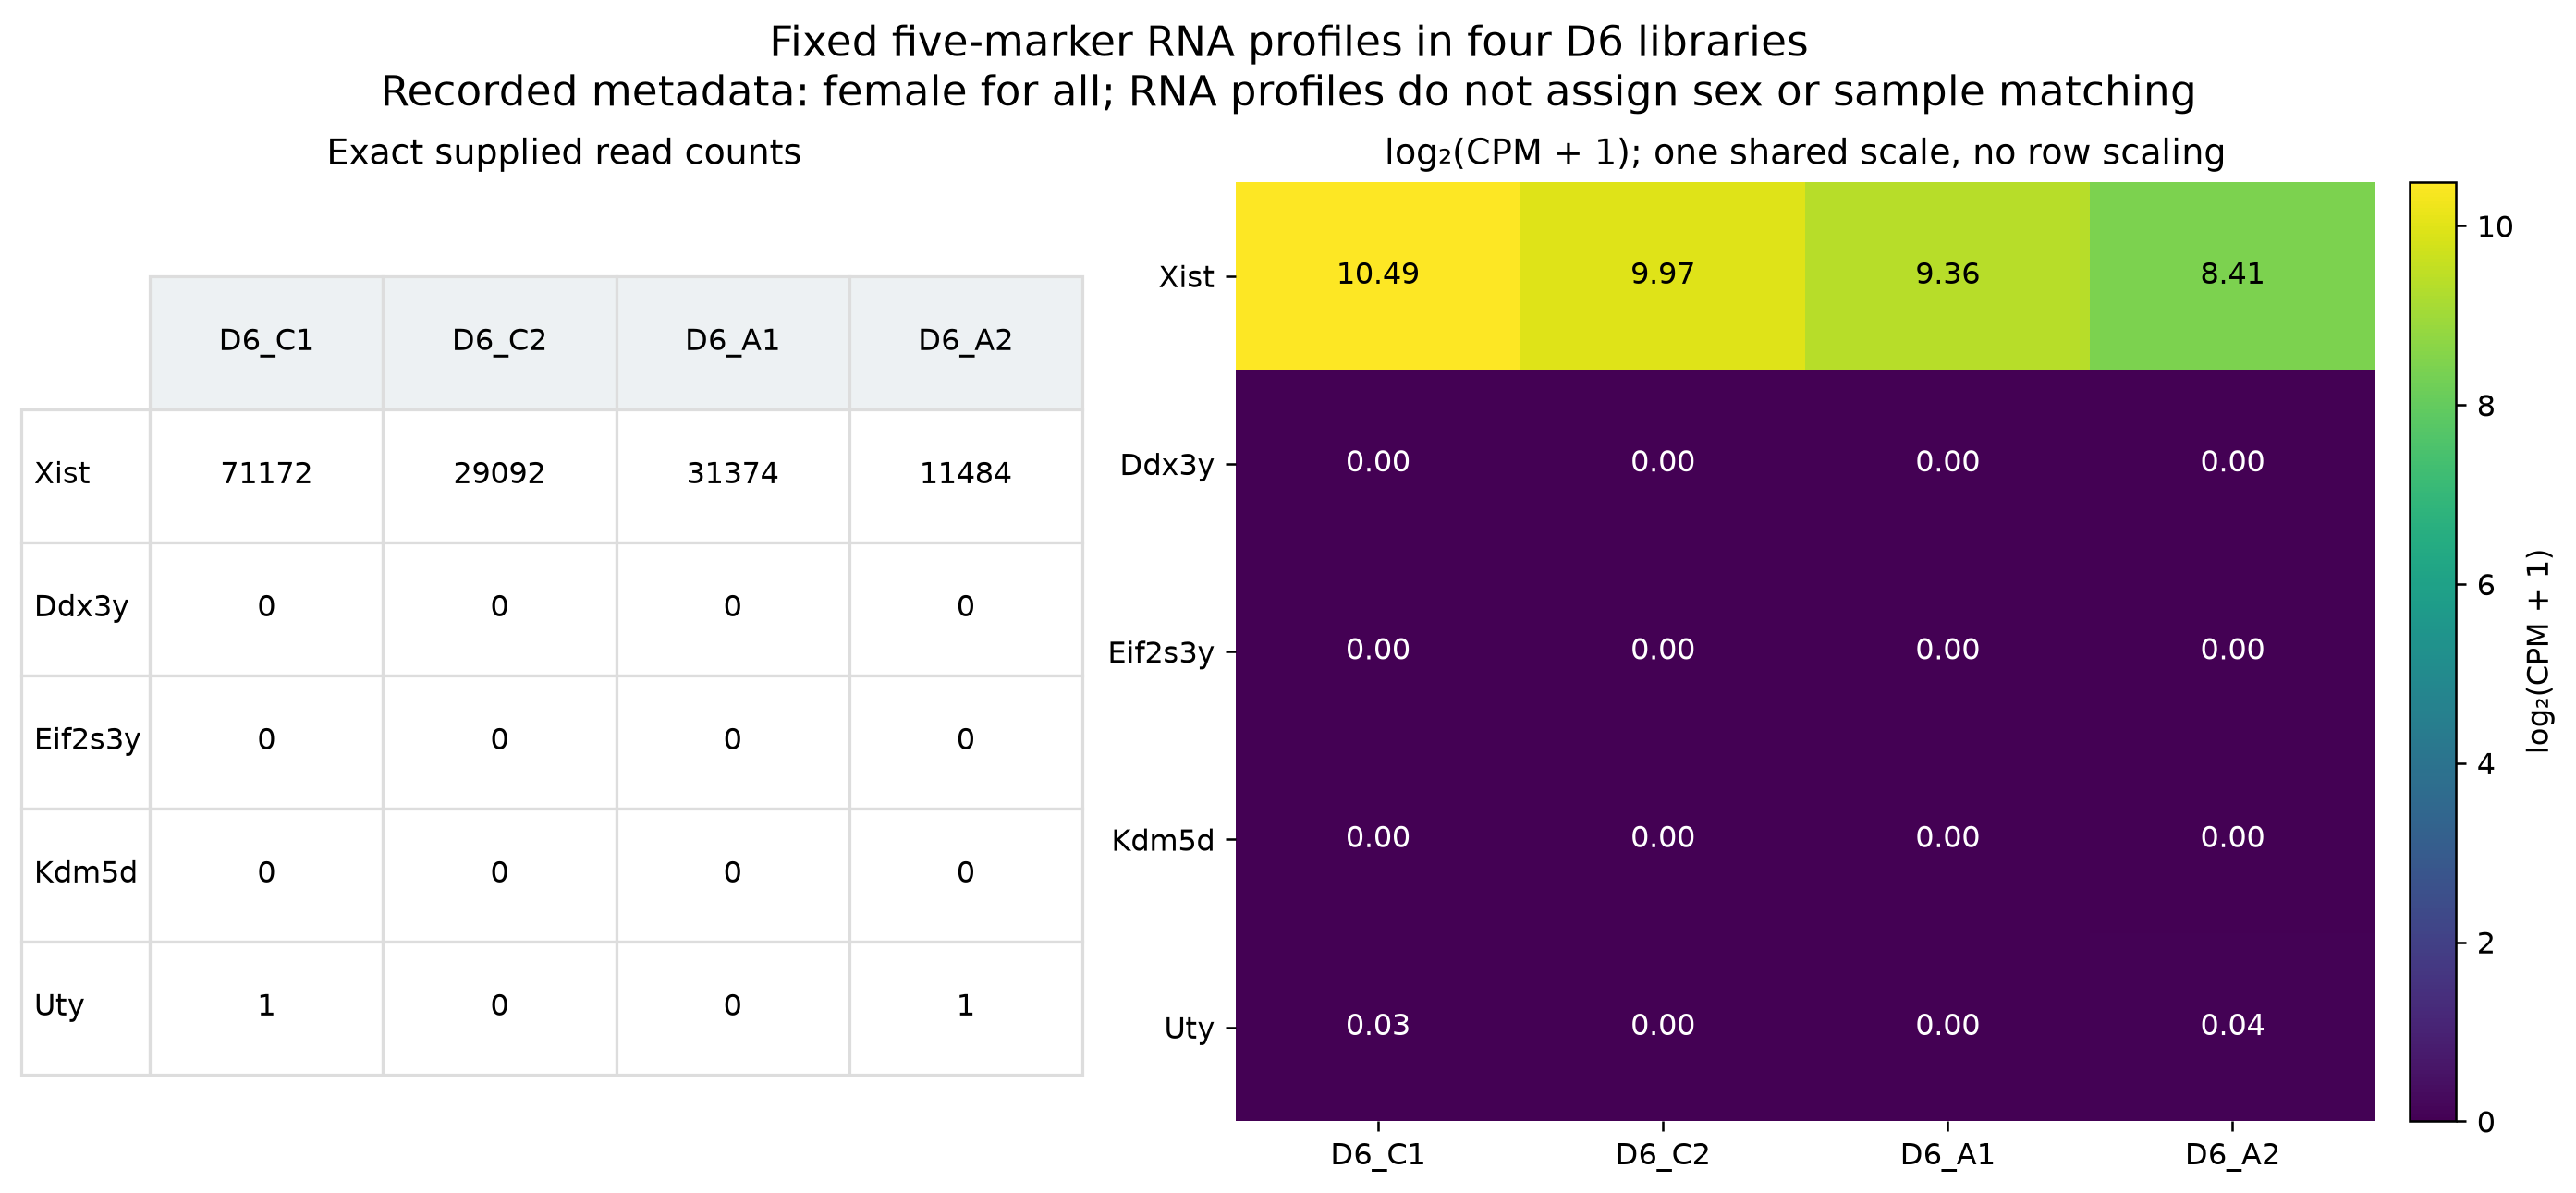 Fixed five-marker RNA profiles in four D6 libraries
Recorded metadata: female for all; RNA profiles do not assign sex or sample matching
Exact supplied read counts
D6_C1 D6_C2 D6_A1 D6_A2
Xist 71172 29092 31374 11484
Ddx3y 0 0 0 0
Eif2s3y 0 0 0 0
Kdm5d 0 0 0 0
Uty 1 0 0 1
log₂(CPM + 1); one shared scale, no row scaling
Xist 10.49 9.97 9.36 8.41
Ddx3y 0.00 0.00 0.00 0.00
Eif2s3y 0.00 0.00 0.00 0.00
Kdm5d 0.00 0.00 0.00 0.00
Uty 0.03 0.00 0.00 0.04
D6_C1 D6_C2 D6_A1 D6_A2
10
8
6
4
2
0
log₂(CPM + 1)